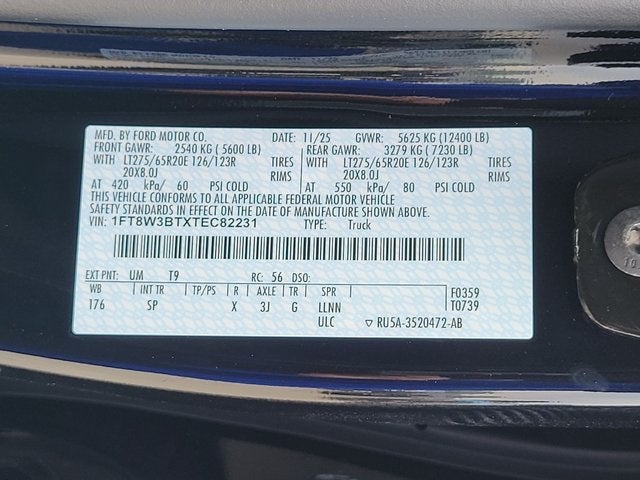 MFD. BY FORD MOTOR CO. DATE: 11/25 GVWR: 5625 KG (12400 LB)
FRONT GAWR: 2540 KG ( 5600 LB) REAR GAWR: 3279 KG ( 7230 LB)
WITH LT275/65R20E 126/123R TIRES WITH LT275/65R20E 126/123R TIRES
20X8.0J RIMS 20X8.0J RIMS
AT 420 kPa/ 60 PSI COLD AT 550 kPa/ 80 PSI COLD
THIS VEHICLE CONFORMS TO ALL APPLICABLE FEDERAL MOTOR VEHICLE
SAFETY STANDARDS IN EFFECT ON THE DATE OF MANUFACTURE SHOWN ABOVE.
VIN: 1FT8W3BTXTEC82231 TYPE: Truck
EXT PNT: UM T9 RC: 56 DSO:
WB INT TR TP/PS R AXLE TR SPR F0359
176 SP X 3J G LLNN T0739
ULC ▽ RU5A-3520472-AB
10